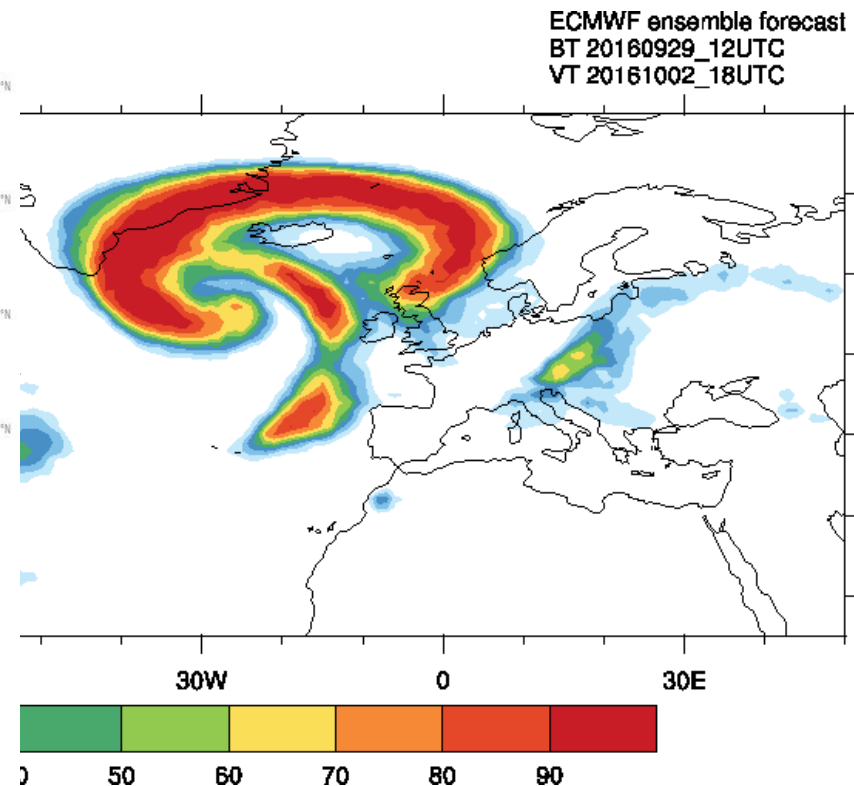 ECMWF ensemble forecast
BT 20160929_12UTC
VT 20161002_18UTC
°N
°N
°N
°N
30W 0 30E
50 60 70 80 90